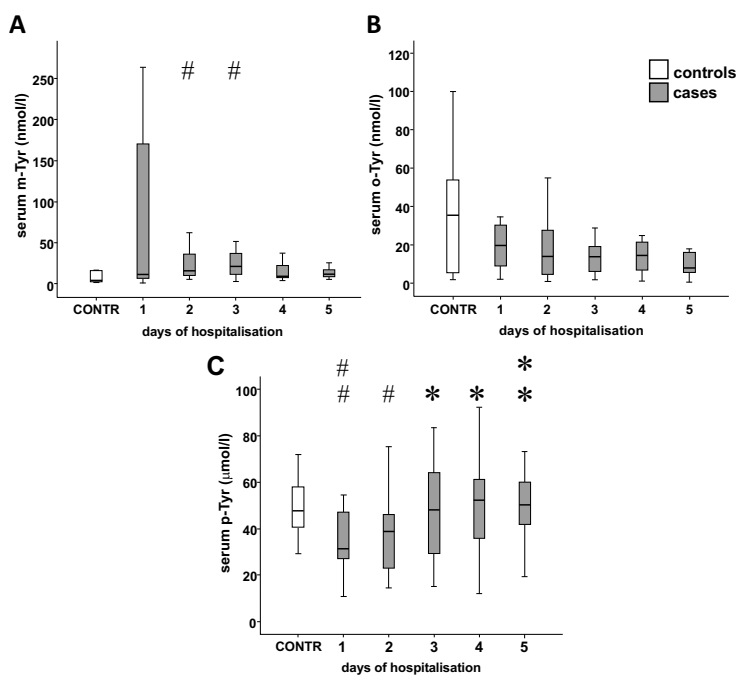 A
serum m-Tyr (nmol/l)
250
200
150
100
50
0
# #
CONTR 1 2 3 4 5
days of hospitalisation
B
serum o-Tyr (nmol/l)
120
100
80
60
40
20
0
controls
cases
CONTR 1 2 3 4 5
days of hospitalisation
C
serum p-Tyr (μmol/l)
100
80
60
40
20
0
# *
# # * * *
CONTR 1 2 3 4 5
days of hospitalisation